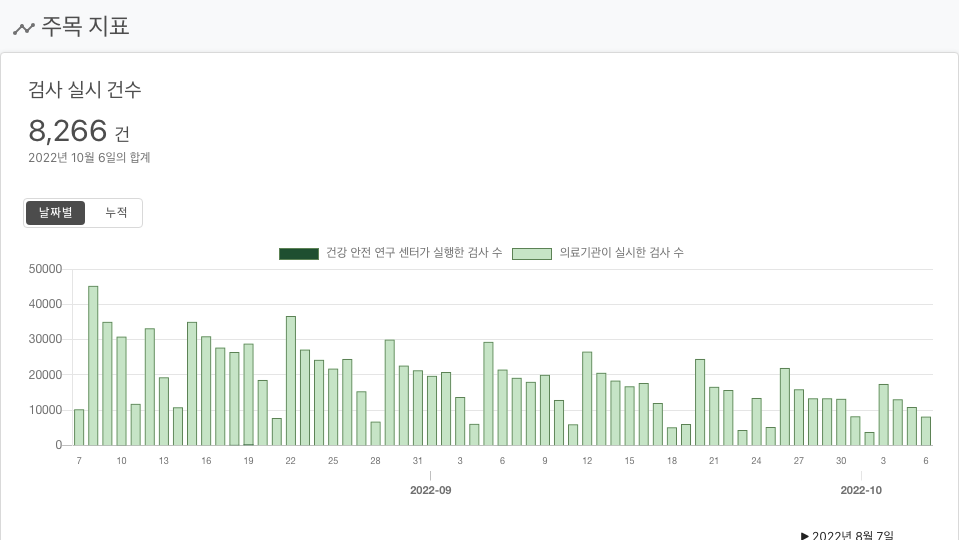 주목 지표
검사 실시 건수
8,266 건
2022년 10월 6일의 합계
날짜별 누적
건강 안전 연구 센터가 실행한 검사 수 의료기관이 실시한 검사 수
50000
40000
30000
20000
10000
0
7 10 13 16 19 22 25 28 31 3 6 9 12 15 18 21 24 27 30 3 6
2022-09 2022-10
▶ 2022년 8월 7일